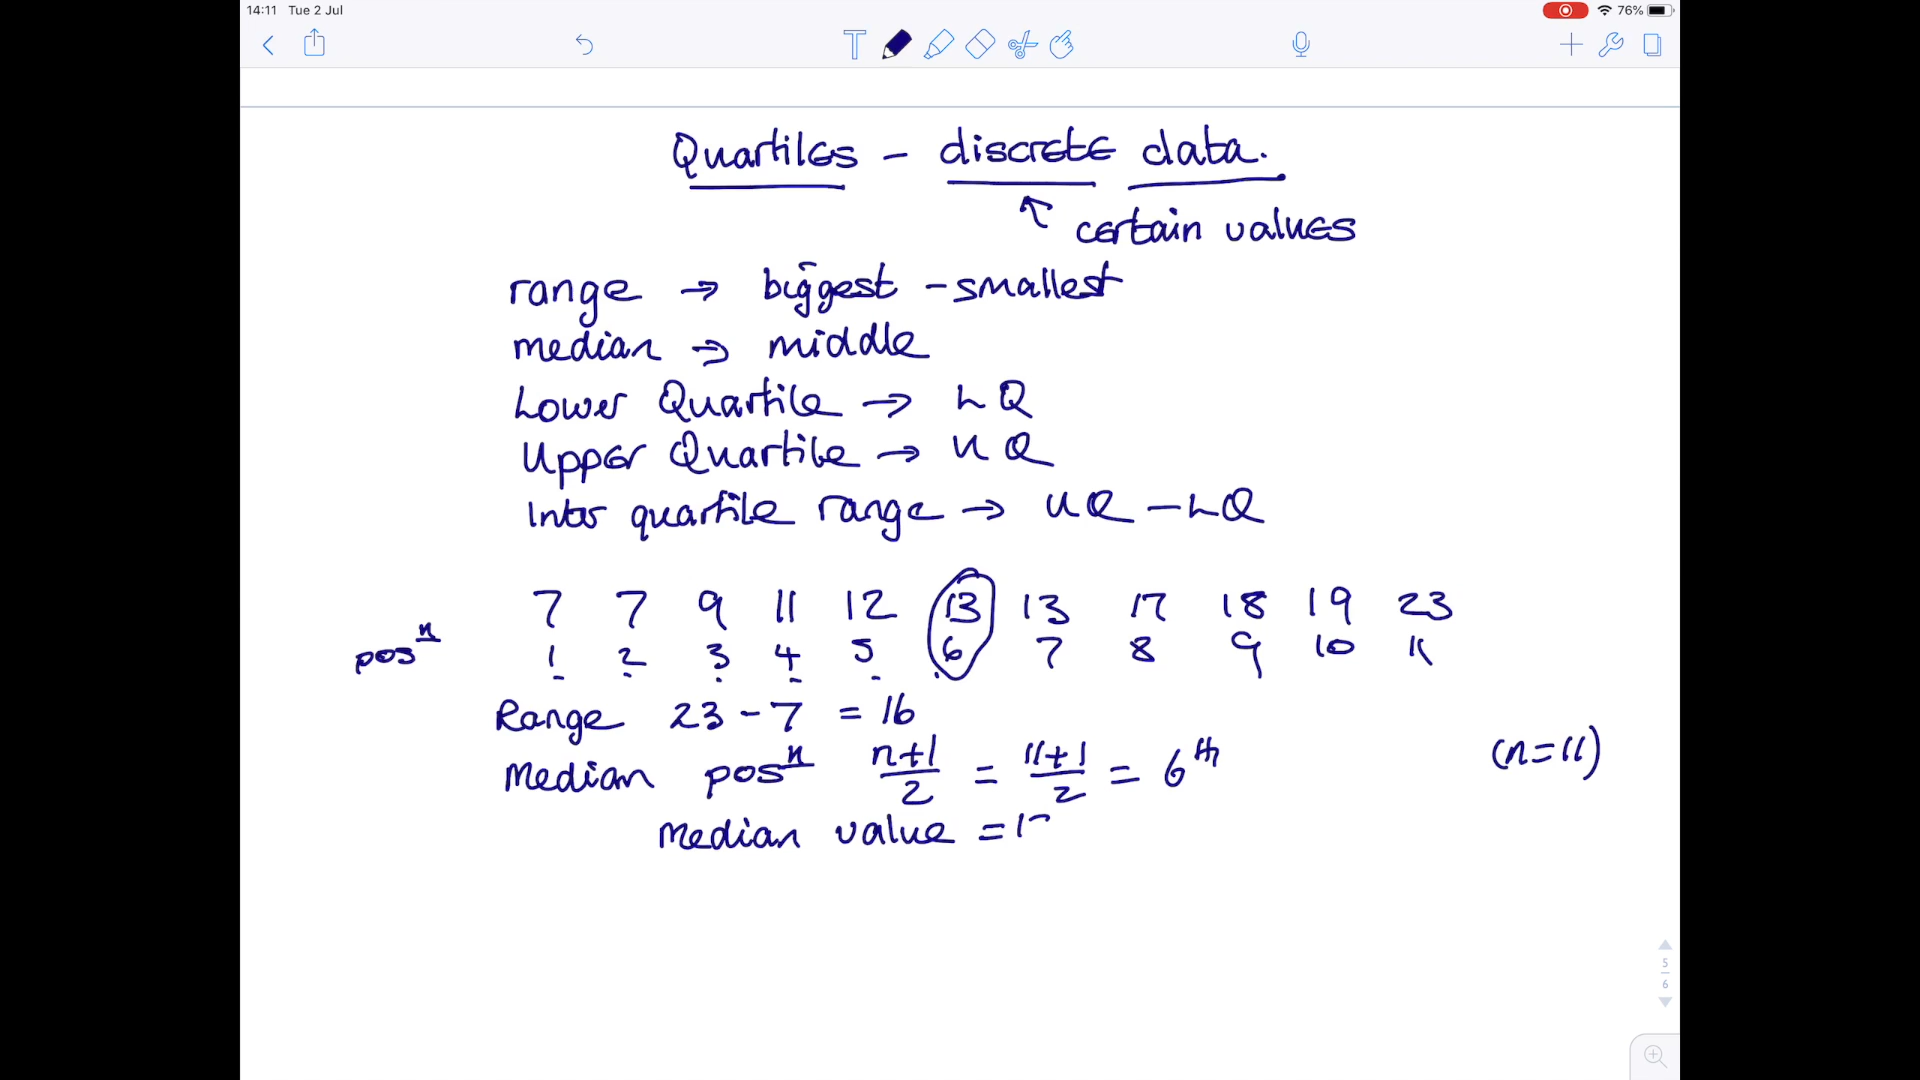 14:11 Tue 2 Jul 76%
Quartiles - discrete data.
certain values
range → biggest - smallest
median → middle
Lower Quartile → LQ
Upper Quartile → UQ
Inter quartile range → UQ - LQ
7 7 9 11 12 13 13 17 18 19 23
posⁿ 1 2 3 4 5 6 7 8 9 10 11
Range 23 - 7 = 16
Median posⁿ n+1/2 = 11+1/2 = 6th (n=11)
Median value = 1
5
6